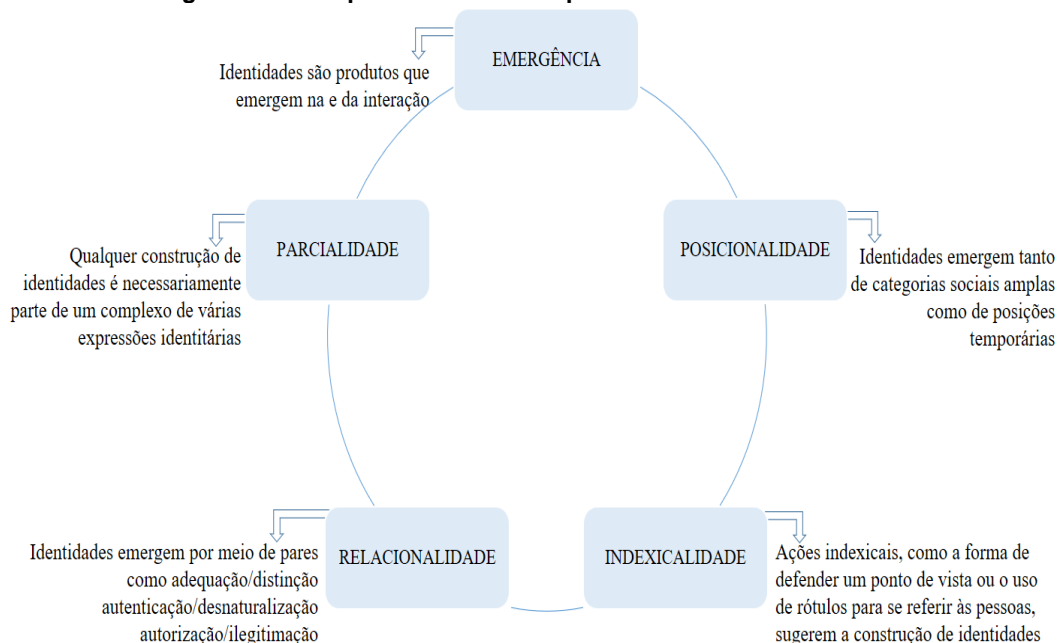 EMERGÊNCIA
Identidades são produtos que
emergem na e da interação
PARCIALIDADE
Qualquer construção de
identidades é necessariamente
parte de um complexo de várias
expressões identitárias
POSICIONALIDADE
Identidades emergem tanto
de categorias sociais amplas
como de posições
temporárias
RELACIONALIDADE
Identidades emergem por meio de pares
como adequação/distinção
autenticação/desnaturalização
autorização/ilegitimação
INDEXICALIDADE
Ações indexicais, como a forma de
defender um ponto de vista ou o uso
de rótulos para se referir às pessoas,
sugerem a construção de identidades